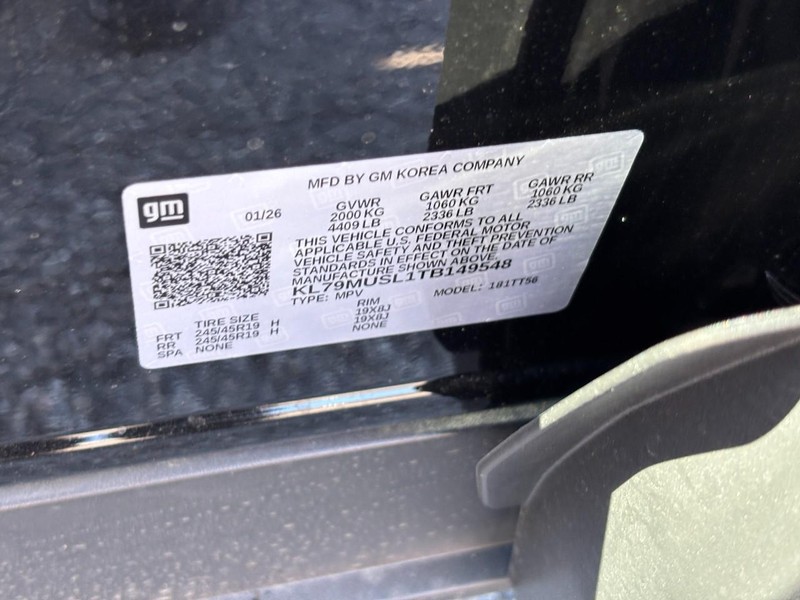 MFD BY GM KOREA COMPANY
gm
01/26
GVWR GAWR FRT GAWR RR
2000 KG 1060 KG 1060 KG
4409 LB 2336 LB 2336 LB
THIS VEHICLE CONFORMS TO ALL
APPLICABLE U.S. FEDERAL MOTOR
VEHICLE SAFETY AND THEFT PREVENTION
STANDARDS IN EFFECT ON THE DATE OF
MANUFACTURE SHOWN ABOVE.
KL79MUSL1TB149548
TYPE: MPV MODEL: 181TT56
TIRE SIZE RIM
FRT 245/45R19 H 19X8J
RR 245/45R19 H 19X8J
SPA NONE NONE